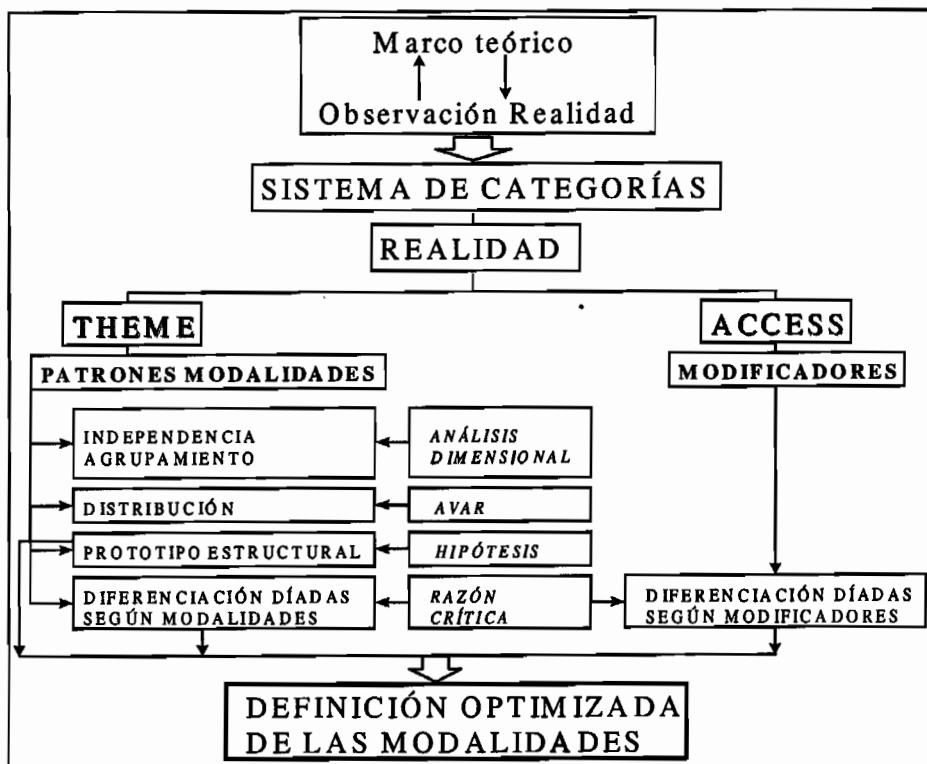 Marco teórico
Observación Realidad
SISTEMA DE CATEGORÍAS
REALIDAD
THEME
ACCESS
PATRONES MODALIDADES
MODIFICADORES
INDEPENDENCIA
AGRUPAMIENTO
ANÁLISIS
DIMENSIONAL
DISTRIBUCIÓN
AVAR
PROTOTIPO ESTRUCTURAL
HIPÓTESIS
DIFERENCIACIÓN DÍADAS
SEGÚN MODALIDADES
RAZÓN
CRÍTICA
DIFERENCIACIÓN DÍADAS
SEGÚN MODIFICADORES
DEFINICIÓN OPTIMIZADA
DE LAS MODALIDADES